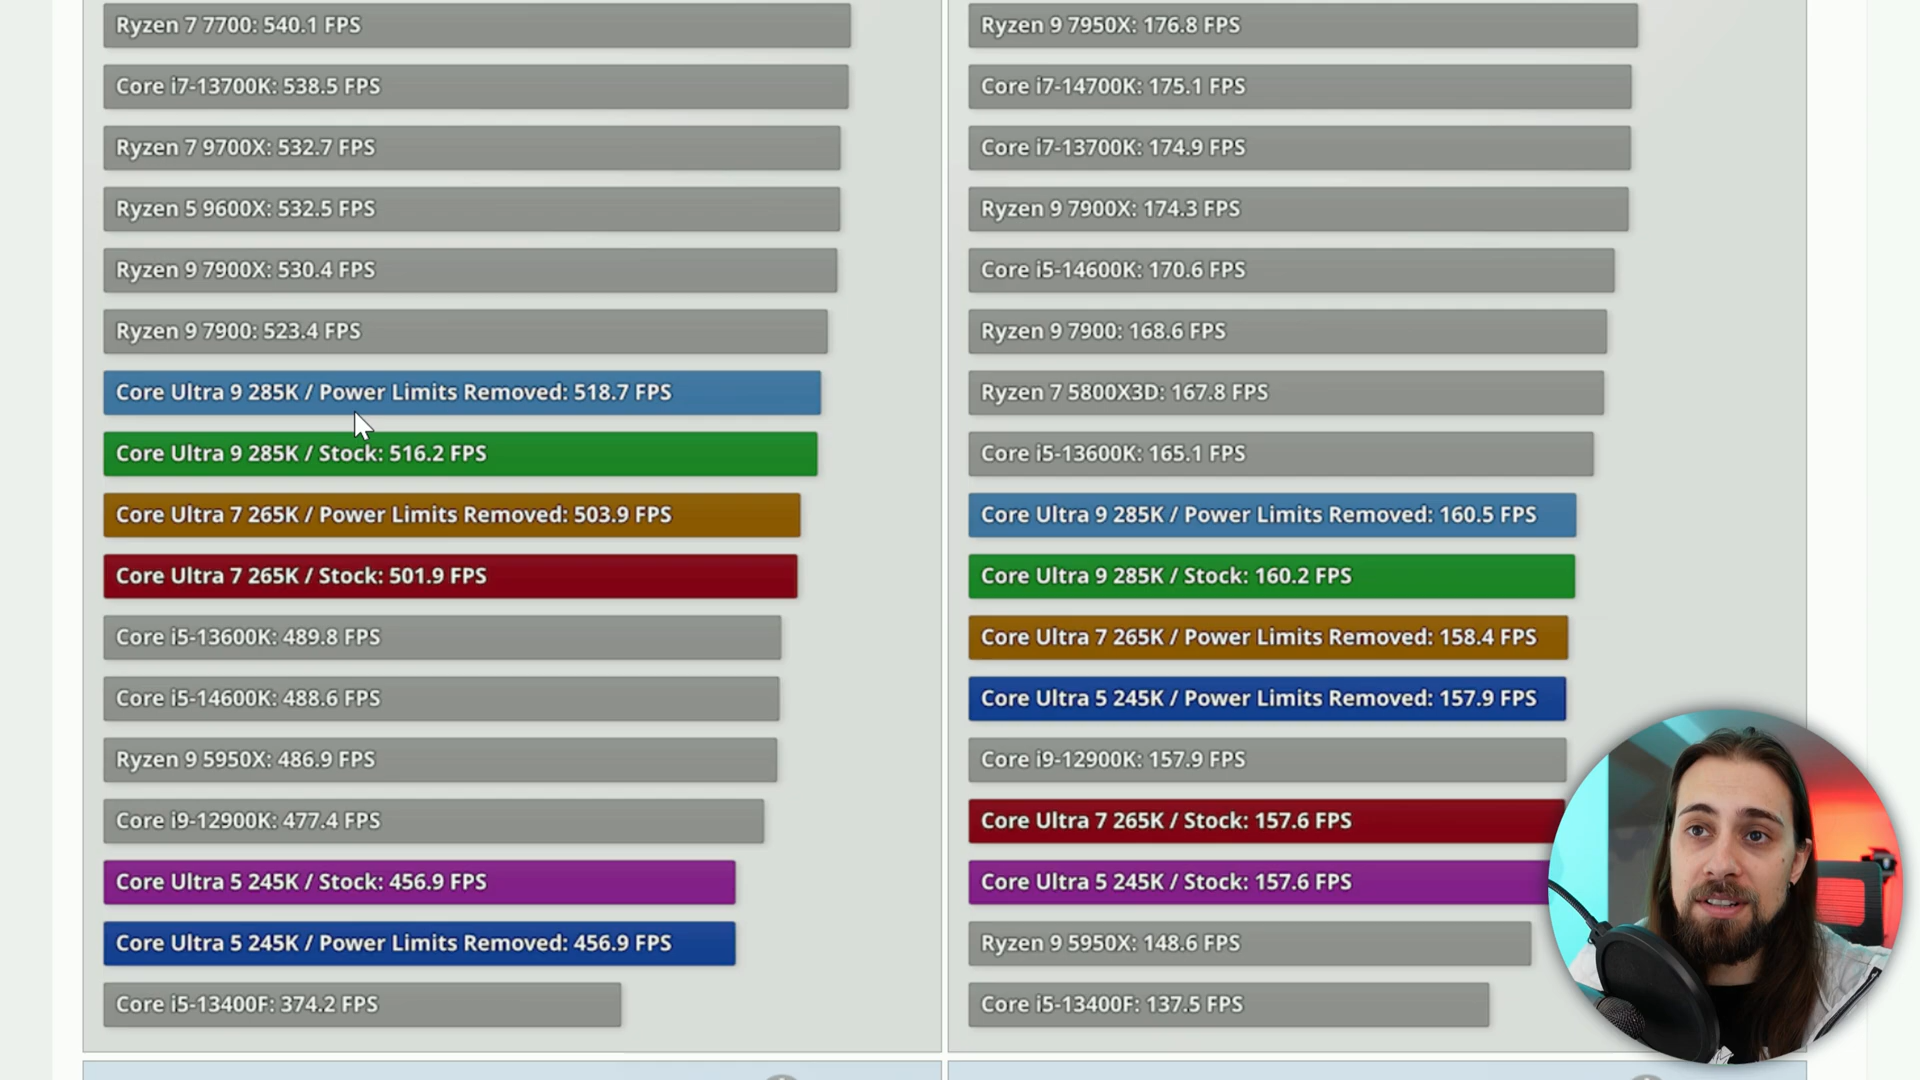 Ryzen 7 7700: 540.1 FPS
Core i7-13700K: 538.5 FPS
Ryzen 7 9700X: 532.7 FPS
Ryzen 5 9600X: 532.5 FPS
Ryzen 9 7900X: 530.4 FPS
Ryzen 9 7900: 523.4 FPS
Core Ultra 9 285K / Power Limits Removed: 518.7 FPS
Core Ultra 9 285K / Stock: 516.2 FPS
Core Ultra 7 265K / Power Limits Removed: 503.9 FPS
Core Ultra 7 265K / Stock: 501.9 FPS
Core i5-13600K: 489.8 FPS
Core i5-14600K: 488.6 FPS
Ryzen 9 5950X: 486.9 FPS
Core i9-12900K: 477.4 FPS
Core Ultra 5 245K / Stock: 456.9 FPS
Core Ultra 5 245K / Power Limits Removed: 456.9 FPS
Core i5-13400F: 374.2 FPS
Ryzen 9 7950X: 176.8 FPS
Core i7-14700K: 175.1 FPS
Core i7-13700K: 174.9 FPS
Ryzen 9 7900X: 174.3 FPS
Core i5-14600K: 170.6 FPS
Ryzen 9 7900: 168.6 FPS
Ryzen 7 5800X3D: 167.8 FPS
Core i5-13600K: 165.1 FPS
Core Ultra 9 285K / Power Limits Removed: 160.5 FPS
Core Ultra 9 285K / Stock: 160.2 FPS
Core Ultra 7 265K / Power Limits Removed: 158.4 FPS
Core Ultra 5 245K / Power Limits Removed: 157.9 FPS
Core i9-12900K: 157.9 FPS
Core Ultra 7 265K / Stock: 157.6 FPS
Core Ultra 5 245K / Stock: 157.6 FPS
Ryzen 9 5950X: 148.6 FPS
Core i5-13400F: 137.5 FPS